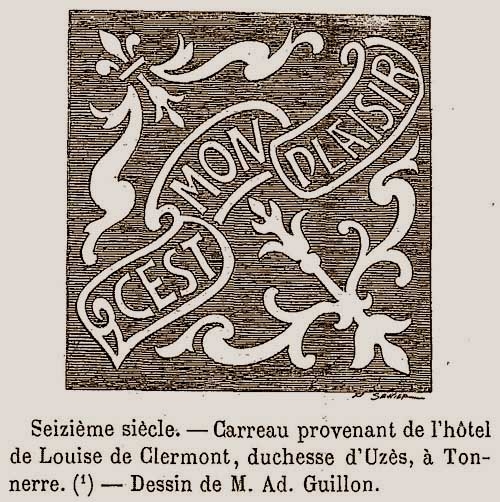 CEST
MON
PLAISIR
Seizième siècle. — Carreau provenant de l'hôtel
de Louise de Clermont, duchesse d'Uzès, à Ton-
nerre. (¹) — Dessin de M. Ad. Guillon.